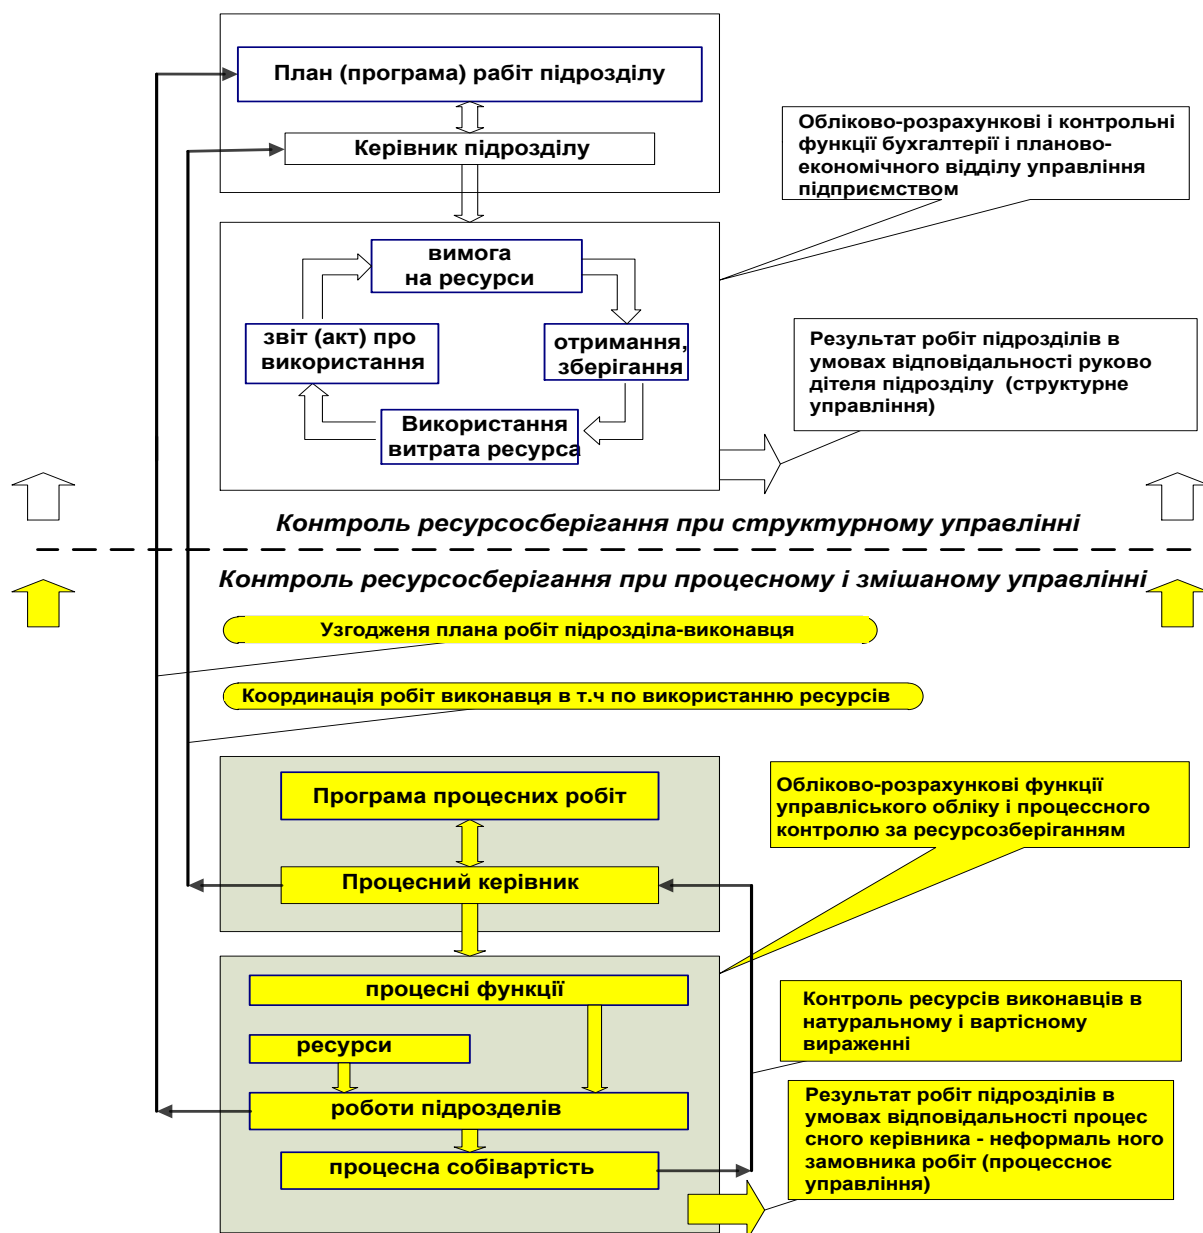 План (програма) рабіт підрозділу
Керівник підрозділу
Обліково-розрахункові і контрольні
функції бухгалтерії і планово-
економічного відділу управління
підприємством
вимога
на ресурси
звіт (акт) про
використання
отримання,
зберігання
Використання
витрата ресурса
Результат робіт підрозділів в
умовах відповідальності руково
дітеля підрозділу (структурне
управління)
Контроль ресурсосберігання при структурному управлінні
Контроль ресурсосберігання при процесному і змішаному управлінні
Узгодженя плана робіт підрозділа-виконавця
Координація робіт виконавця в т.ч по використанню ресурсів
Програма процесних робіт
Процесний керівник
Обліково-розрахункові функції
управліського обліку і процессного
контролю за ресурсозберіганням
процесні функції
ресурси
роботи підрозделів
процесна собівартість
Контроль ресурсів виконавців в
натуральному і вартісному
вираженні
Результат робіт підрозділів в
умовах відповідальності процес
сного керівника - неформаль ного
замовника робіт (процесснοє
управління)